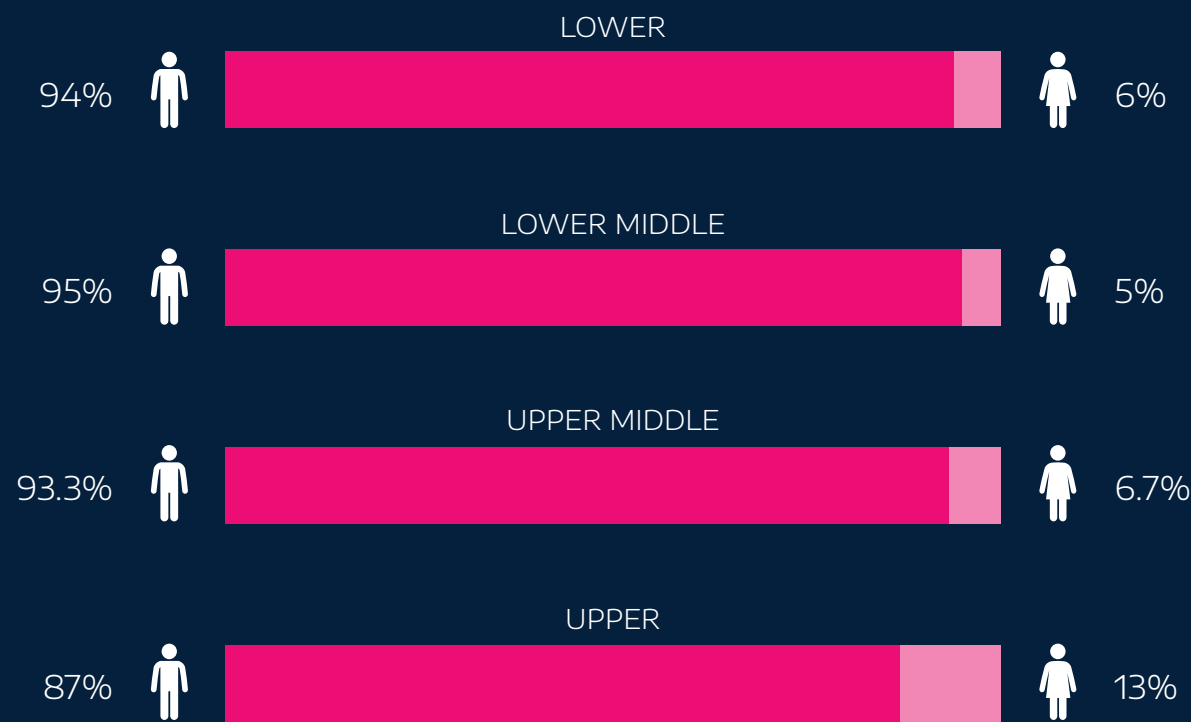 LOWER
94% 6%
LOWER MIDDLE
95% 5%
UPPER MIDDLE
93.3% 6.7%
UPPER
87% 13%